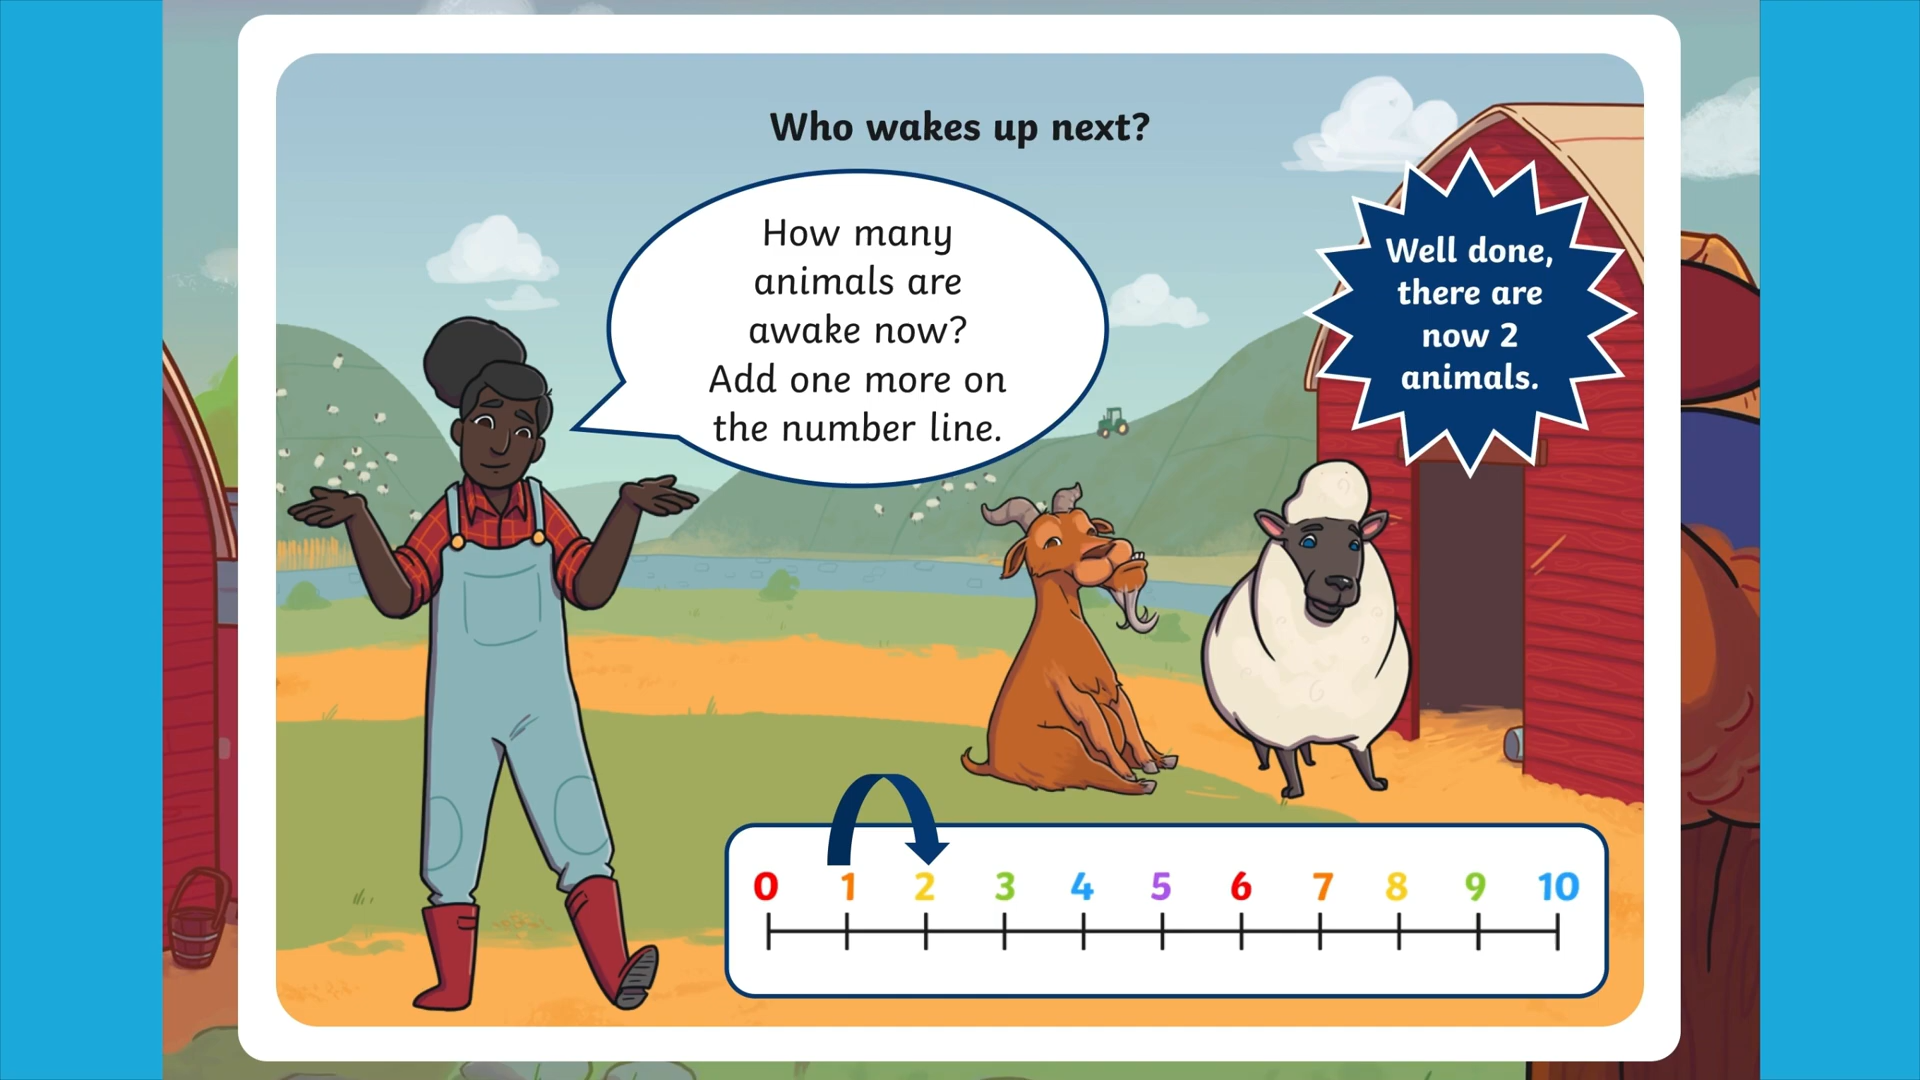 Who wakes up next?
How many
animals are
awake now?
Add one more on
the number line.
Well done,
there are
now 2
animals.
0 1 2 3 4 5 6 7 8 9 10